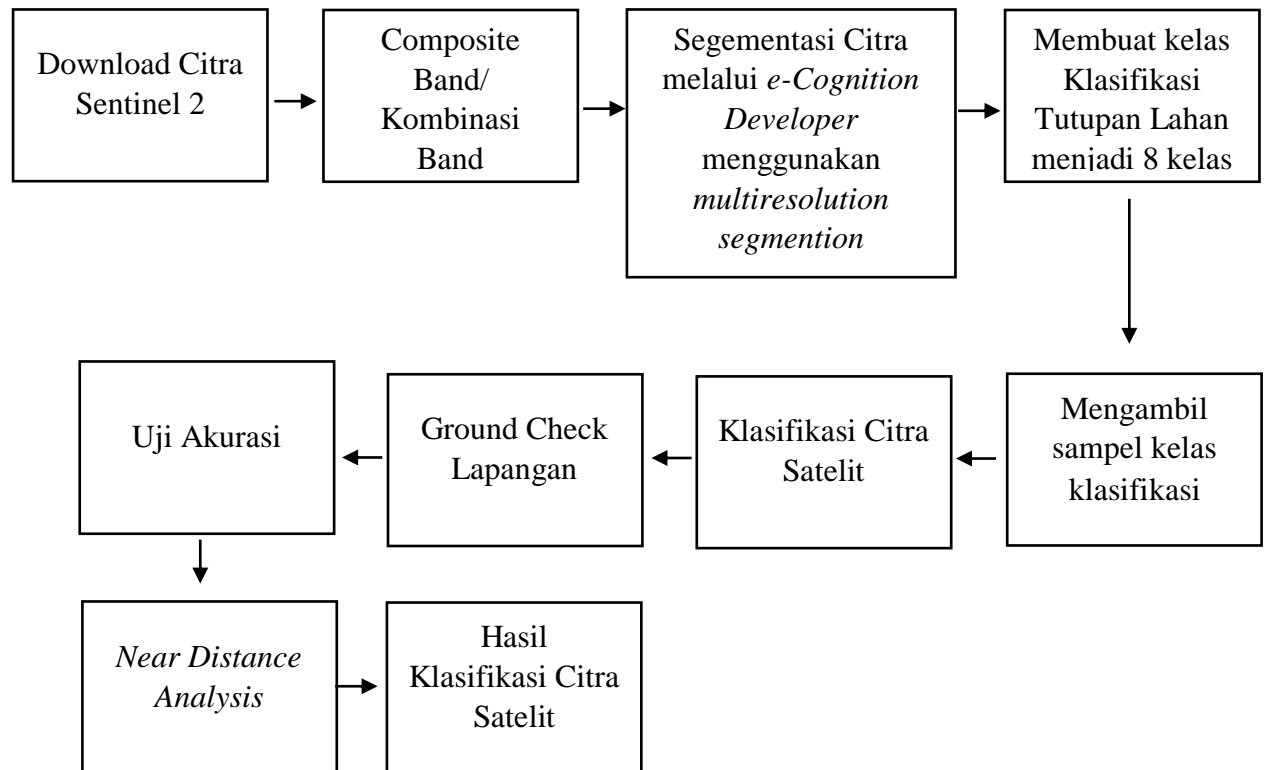 Download Citra
Sentinel 2
Composite
Band/
Kombinasi
Band
Segementasi Citra
melalui e-Cognition
Developer
menggunakan
multiresolution
segmention
Membuat kelas
Klasifikasi
Tutupan Lahan
menjadi 8 kelas
Mengambil
sampel kelas
klasifikasi
Klasifikasi Citra
Satelit
Ground Check
Lapangan
Uji Akurasi
Near Distance
Analysis
Hasil
Klasifikasi Citra
Satelit